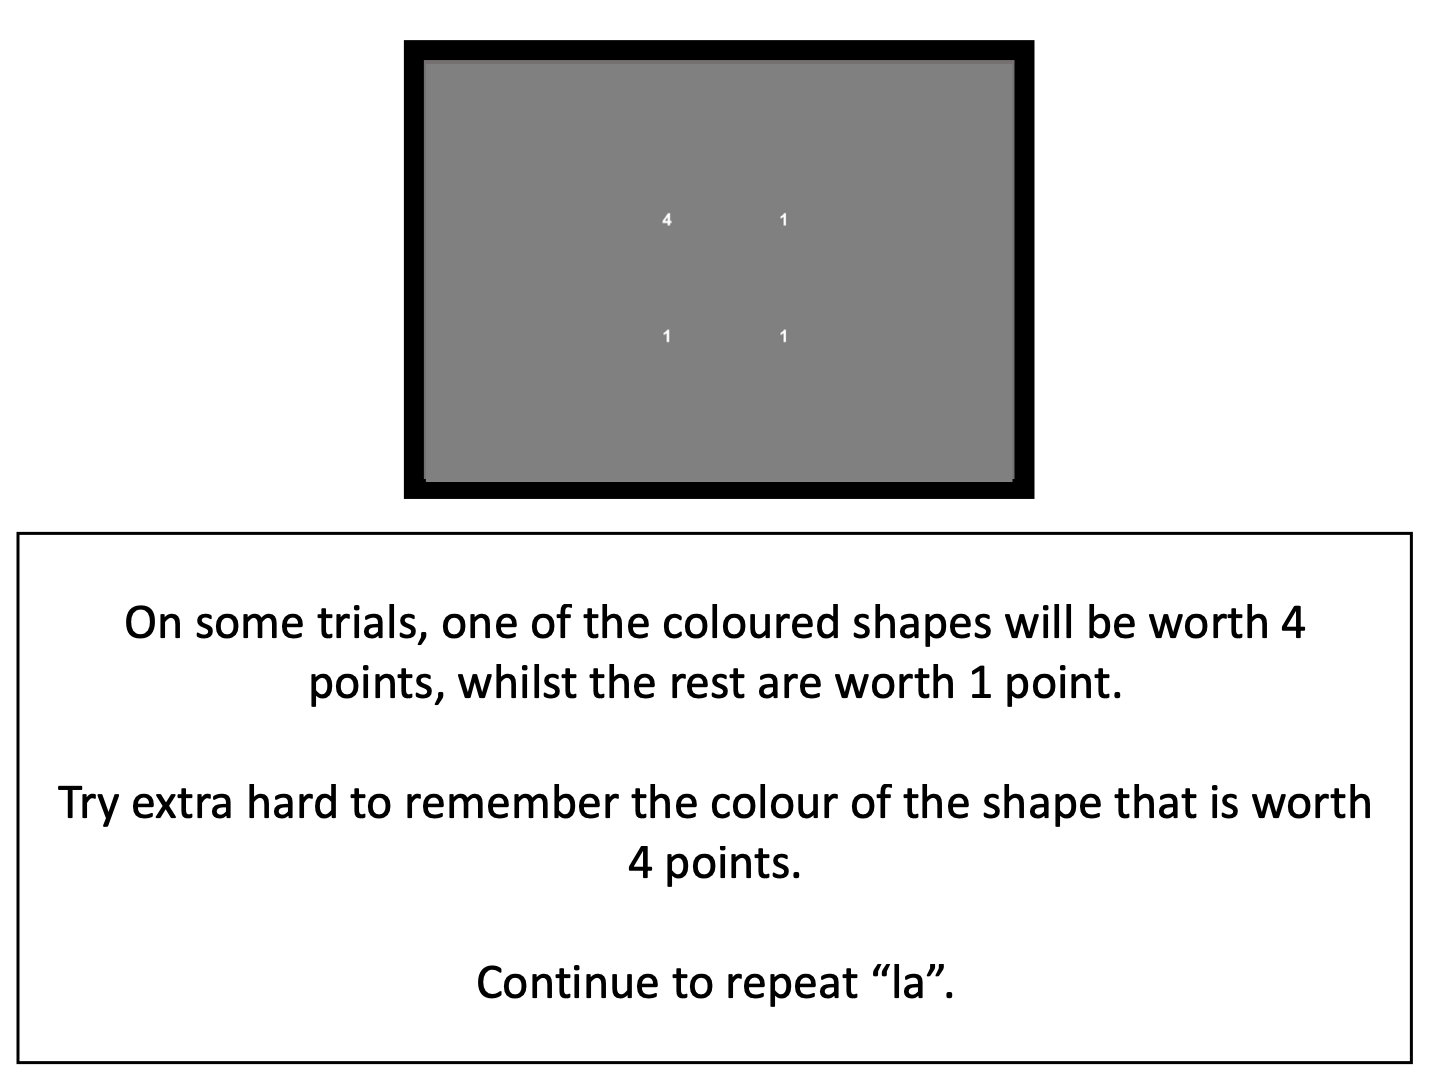 4 1
1 1
On some trials, one of the coloured shapes will be worth 4
points, whilst the rest are worth 1 point.
Try extra hard to remember the colour of the shape that is worth
4 points.
Continue to repeat “la”.